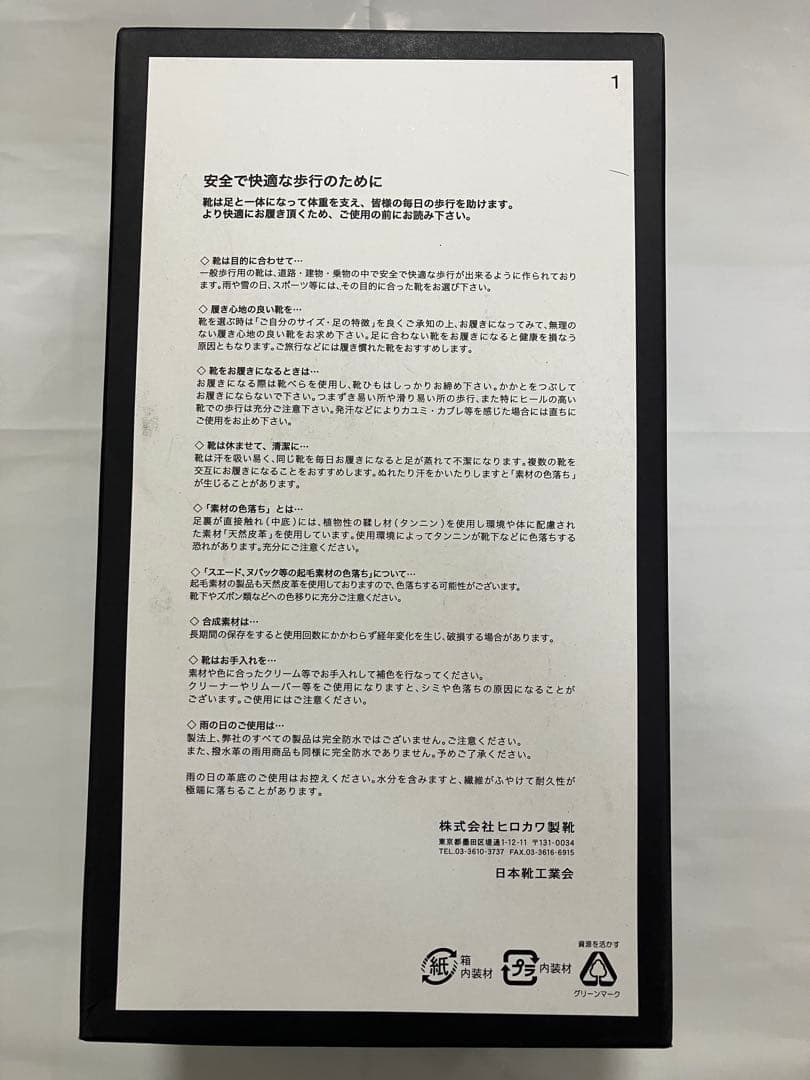 1
安全で快適な歩行のために
靴は足と一体になって体重を支え、皆様の毎日の歩行を助けます。
より快適にお履き頂くため、ご使用の前にお読み下さい。
◇ 靴は目的に合わせて…
一般歩行用の靴は、道路・建物・乗物の中で安全で快適な歩行が出来るように作られており
ます。雨や雪の日、スポーツ等には、その目的に合った靴をお選び下さい。
◇ 履き心地の良い靴を…
靴を選ぶ時は「ご自分のサイズ・足の特徴」を良くご承知の上、お履きになってみて、無理の
ない履き心地の良い靴をお求め下さい。足に合わない靴をお履きになると健康を損なう
原因ともなります。ご旅行などには履き慣れた靴をおすすめします。
◇ 靴をお履きになるときは…
お履きになる際は靴べらを使用し、靴ひもはしっかりお締め下さい。かかとをつぶして
お履きにならないで下さい。つまずき易い所や滑り易い所の歩行、また特にヒールの高い
靴での歩行は充分ご注意下さい。発汗などによりカユミ・カブレ等を感じた場合には直ちに
ご使用をお止め下さい。
◇ 靴は休ませて、清潔に…
靴は汗を吸い易く、同じ靴を毎日お履きになると足が蒸れて不潔になります。複数の靴を
交互にお履きになることをおすすめします。ぬれたり汗をかいたりしますと「素材の色落ち」
が生じることがあります。
◇「素材の色落ち」とは…
足裏が直接触れ(中底)には、植物性の鞣し材(タンニン)を使用し環境や体に配慮され
た素材「天然皮革」を使用しています。使用環境によってタンニンが靴下などに色落ちする
恐れがあります。充分にご注意ください。
◇「スエード、ヌバック等の起毛素材の色落ち」について…
起毛素材の製品も天然皮革を使用しておりますので、色落ちする可能性がございます。
靴下やズボン類などへの色移りに充分ご注意ください。
◇ 合成素材は…
長期間の保存をすると使用回数にかかわらず経年変化を生じ、破損する場合があります。
◇ 靴はお手入れを…
素材や色に合ったクリーム等でお手入れして補色を行なってください。
クリーナーやリムーバー等をご使用になりますと、シミや色落ちの原因になることが
ございます。ご使用にはご注意ください。
◇ 雨の日のご使用は…
製法上、弊社のすべての製品は完全防水ではございません。ご注意ください。
また、撥水革の雨用商品も同様に完全防水でありません。予めご了承ください。
雨の日の革底のご使用はお控えください。水分を含みますと、繊維がふやけて耐久性が
極端に落ちることがあります。
株式会社ヒロカワ製靴
東京都墨田区堤通1-12-11 〒131-0034
TEL.03-3610-3737 FAX.03-3616-6915
日本靴工業会
紙 箱 内装材
プラ 内装材
資源を活かす
グリーンマーク